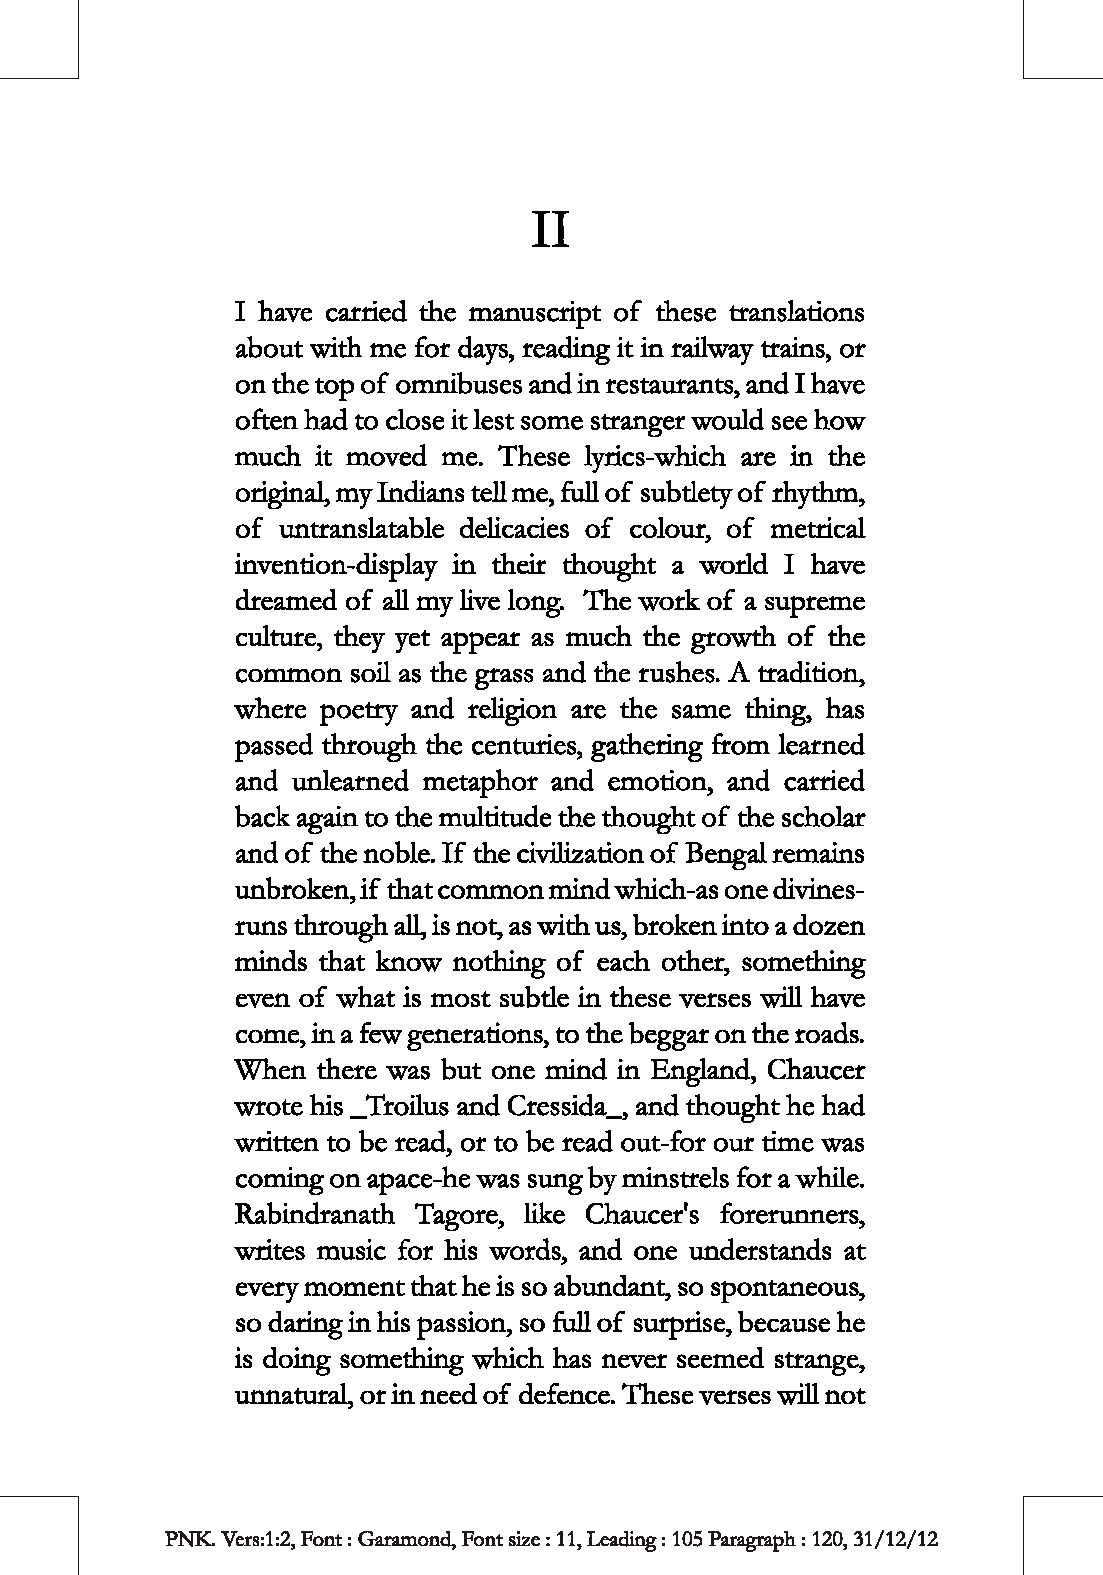 II
I have carried the manuscript of these translations
about with me for days, reading it in railway trains, or
on the top of omnibuses and in restaurants, and I have
often had to close it lest some stranger would see how
much it moved me. These lyrics-which are in the
original, my Indians tell me, full of subtlety of rhythm,
of untranslatable delicacies of colour, of metrical
invention-display in their thought a world I have
dreamed of all my live long. The work of a supreme
culture, they yet appear as much the growth of the
common soil as the grass and the rushes. A tradition,
where poetry and religion are the same thing, has
passed through the centuries, gathering from learned
and unlearned metaphor and emotion, and carried
back again to the multitude the thought of the scholar
and of the noble. If the civilization of Bengal remains
unbroken, if that common mind which-as one divines-
runs through all, is not, as with us, broken into a dozen
minds that know nothing of each other, something
even of what is most subtle in these verses will have
come, in a few generations, to the beggar on the roads.
When there was but one mind in England, Chaucer
wrote his _Troilus and Cressida_, and thought he had
written to be read, or to be read out-for our time was
coming on apace-he was sung by minstrels for a while.
Rabindranath Tagore, like Chaucer's forerunners,
writes music for his words, and one understands at
every moment that he is so abundant, so spontaneous,
so daring in his passion, so full of surprise, because he
is doing something which has never seemed strange,
unnatural, or in need of defence. These verses will not
PNK. Vers:1:2, Font : Garamond, Font size : 11, Leading : 105 Paragraph : 120, 31/12/12